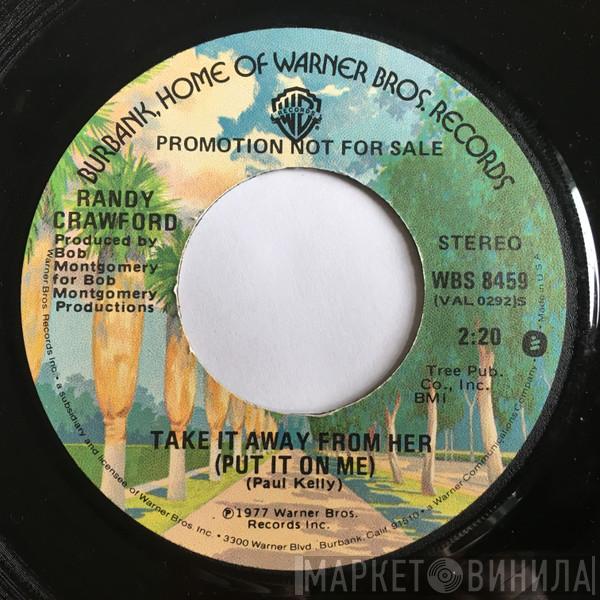 BURBANK, HOME OF WARNER BROS. RECORDS
WB
RECORDS
PROMOTION NOT FOR SALE
RANDY
CRAWFORD
Produced by
Bob
Montgomery
for Bob
Montgomery
Productions
STEREO
WBS 8459
(VAL 0292)S
2:20
Tree Pub.
Co., Inc.
BMI
TAKE IT AWAY FROM HER
(PUT IT ON ME)
(Paul Kelly)
℗1977 Warner Bros.
Records Inc.
Warner Bros. Records Inc. • a subsidiary and licensee of Warner Bros. Inc. • 3300 Warner Blvd., Burbank, Calif. 91510 • a Warner Communications Company • Made in U.S.A.
МАРКЕТ ВИНИЛА